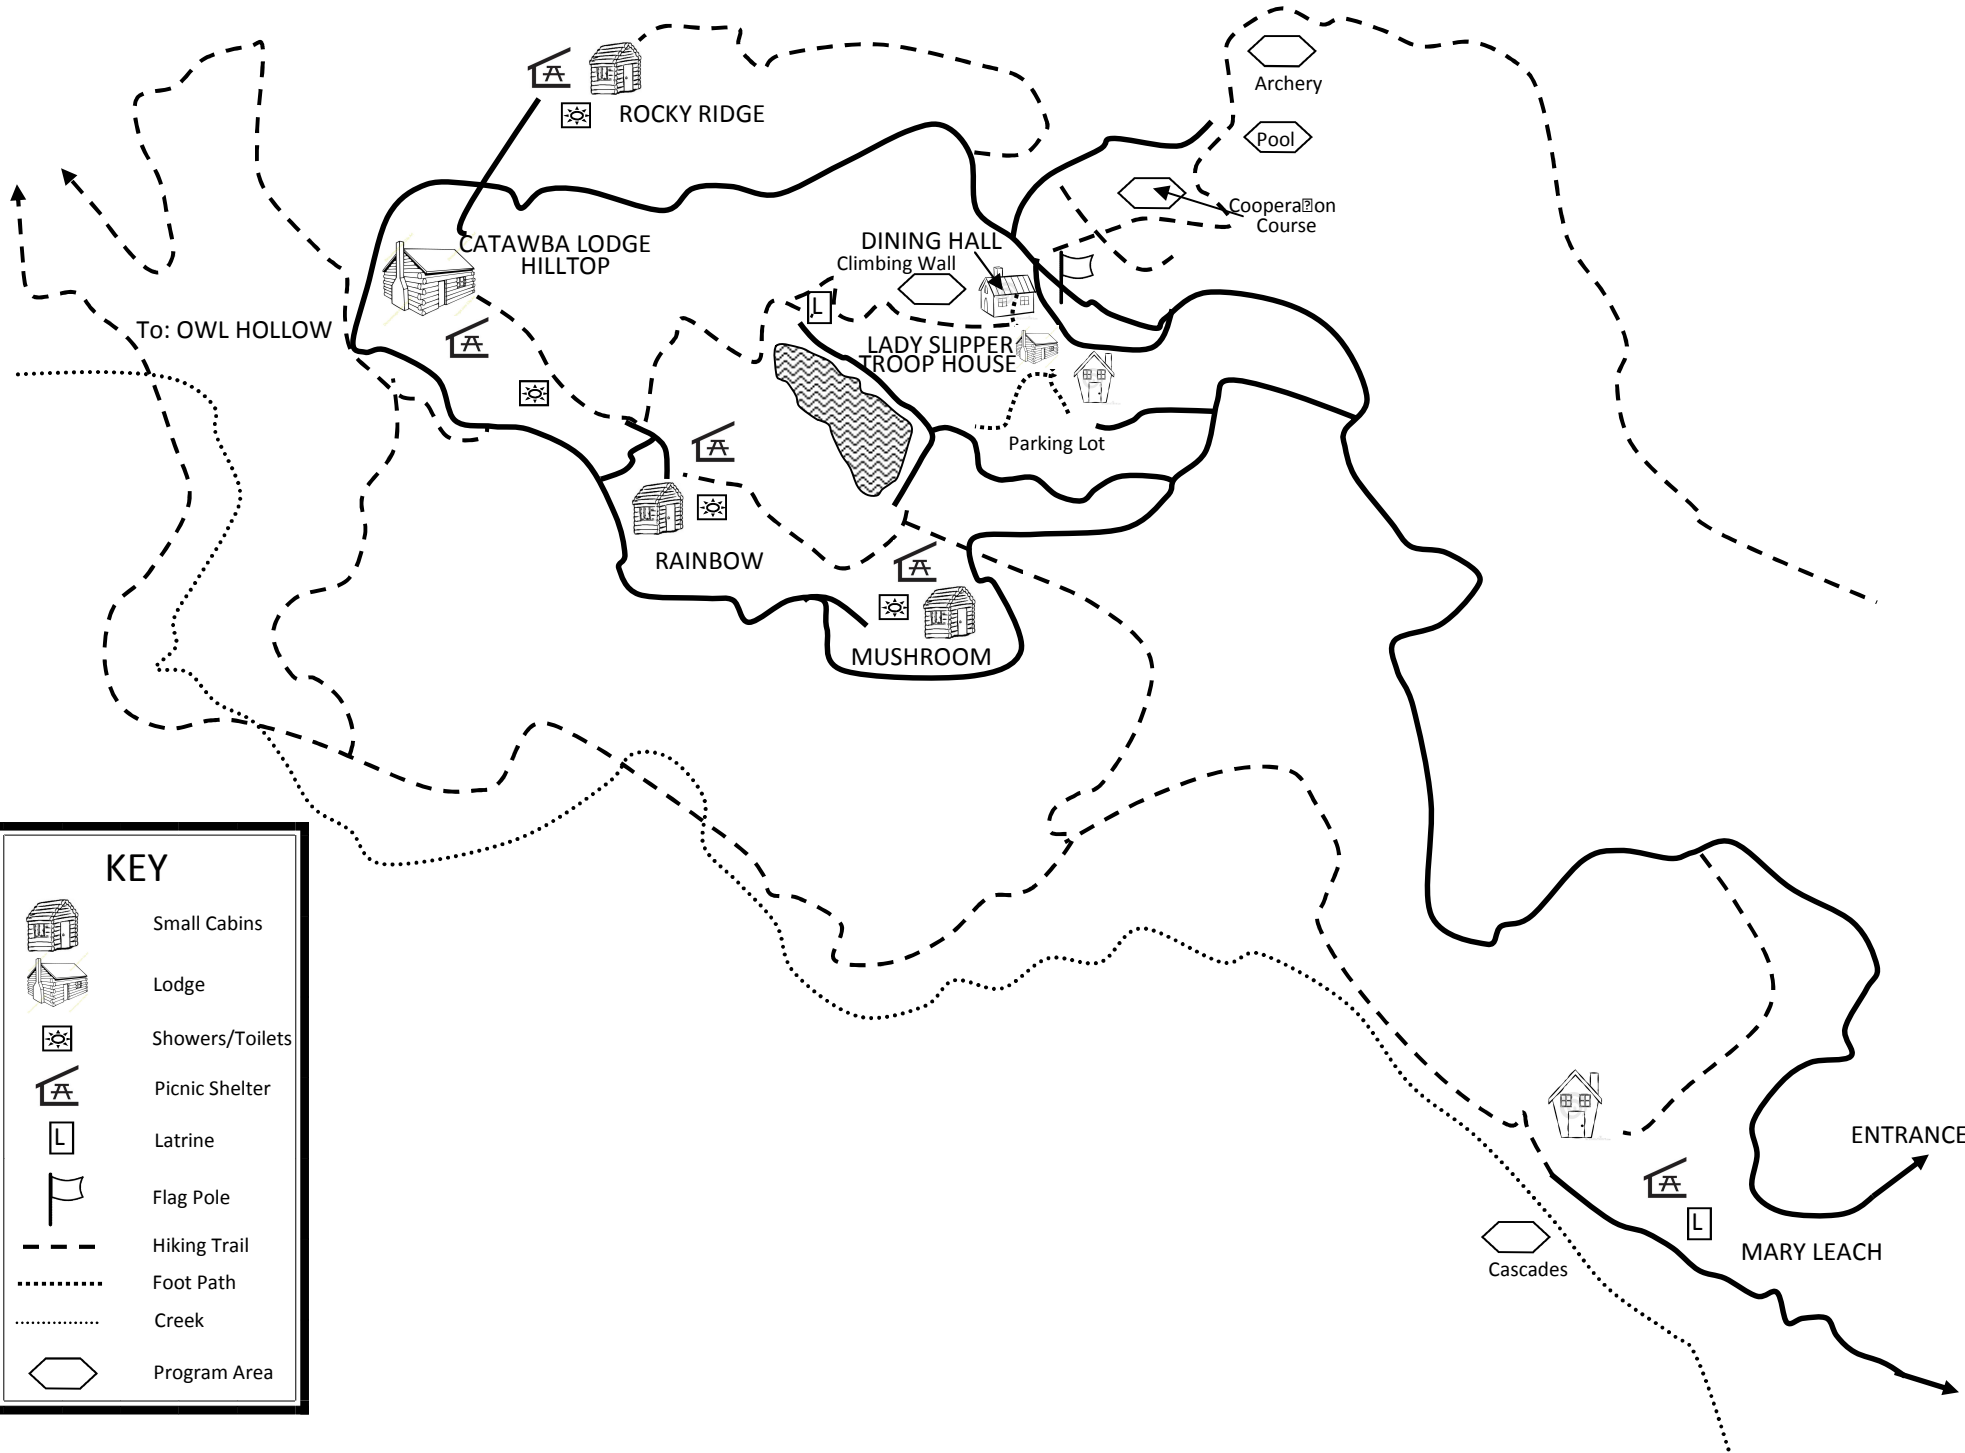 Archery
ROCKY RIDGE
Pool
Coopera�on
Course
CATAWBA LODGE
HILLTOP
DINING HALL
Climbing Wall
L
To: OWL HOLLOW
LADY SLIPPER
TROOP HOUSE
Parking Lot
RAINBOW
MUSHROOM
KEY
Small Cabins
Lodge
Showers/Toilets
Picnic Shelter
L Latrine
Flag Pole
Hiking Trail
Foot Path
Creek
Program Area
ENTRANCE
L
MARY LEACH
Cascades